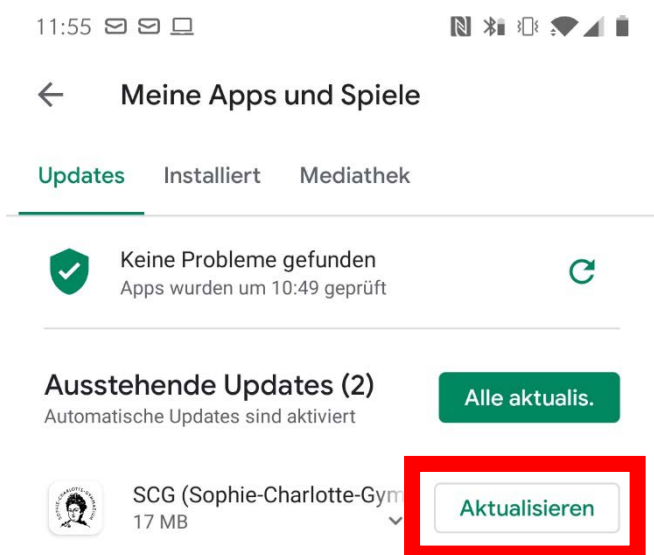 11:55
Meine Apps und Spiele
Updates Installiert Mediathek
Keine Probleme gefunden
Apps wurden um 10:49 geprüft
Ausstehende Updates (2)
Alle aktualis.
Automatische Updates sind aktiviert
SCG (Sophie-Charlotte-Gym
Aktualisieren
17 MB